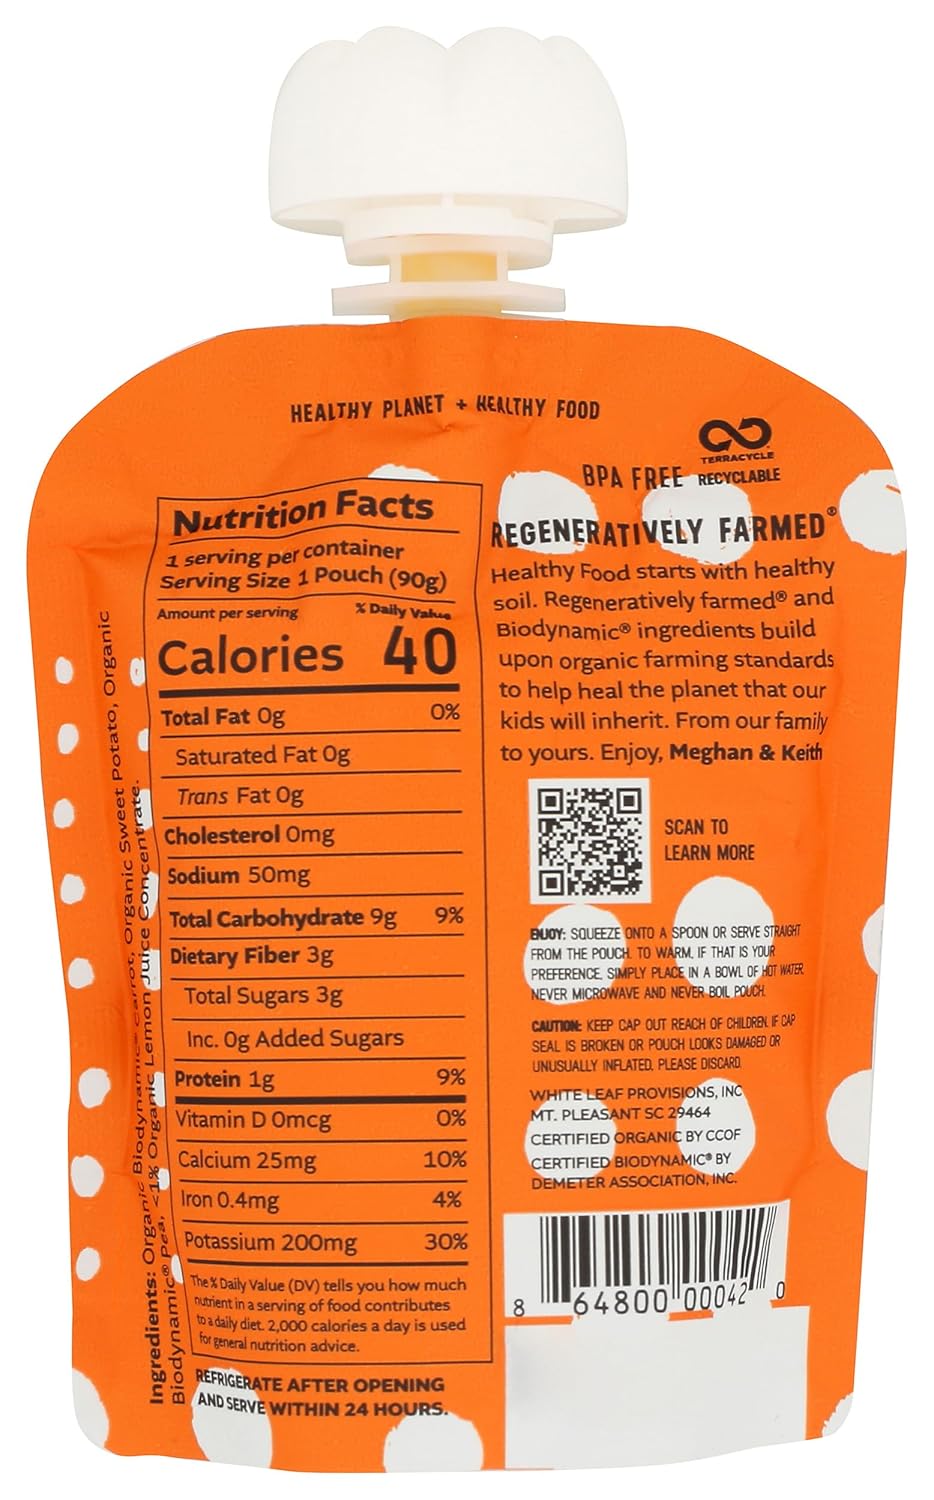 HEALTHY PLANET + HEALTHY FOOD
TERRACYCLE
BPA FREE RECYCLABLE
Nutrition Facts
1 serving per container
Serving Size 1 Pouch (90g)
Amount per serving % Daily Value
Calories 40
Total Fat 0g 0%
Saturated Fat 0g
Trans Fat 0g
Cholesterol 0mg
Sodium 50mg
Total Carbohydrate 9g 9%
Dietary Fiber 3g
Total Sugars 3g
Inc. 0g Added Sugars
Protein 1g 9%
Vitamin D 0mcg 0%
Calcium 25mg 10%
Iron 0.4mg 4%
Potassium 200mg 30%
The % Daily Value (DV) tells you how much
nutrient in a serving of food contributes
to a daily diet. 2,000 calories a day is used
for general nutrition advice.
REFRIGERATE AFTER OPENING
AND SERVE WITHIN 24 HOURS.
Ingredients: Organic Biodynamic® Carrot, Organic Sweet Potato, Organic
Biodynamic® Pea, <1% Organic Lemon Juice Concentrate.
REGENERATIVELY FARMED®
Healthy Food starts with healthy
soil. Regeneratively farmed® and
Biodynamic® ingredients build
upon organic farming standards
to help heal the planet that our
kids will inherit. From our family
to yours. Enjoy, Meghan & Keith
SCAN TO
LEARN MORE
ENJOY: SQUEEZE ONTO A SPOON OR SERVE STRAIGHT
FROM THE POUCH. TO WARM, IF THAT IS YOUR
PREFERENCE, SIMPLY PLACE IN A BOWL OF HOT WATER.
NEVER MICROWAVE AND NEVER BOIL POUCH.
CAUTION: KEEP CAP OUT REACH OF CHILDREN. IF CAP
SEAL IS BROKEN OR POUCH LOOKS DAMAGED OR
UNUSUALLY INFLATED, PLEASE DISCARD.
WHITE LEAF PROVISIONS, INC
MT. PLEASANT SC 29464
CERTIFIED ORGANIC BY CCOF
CERTIFIED BIODYNAMIC® BY
DEMETER ASSOCIATION, INC.
8 64800 00042 0